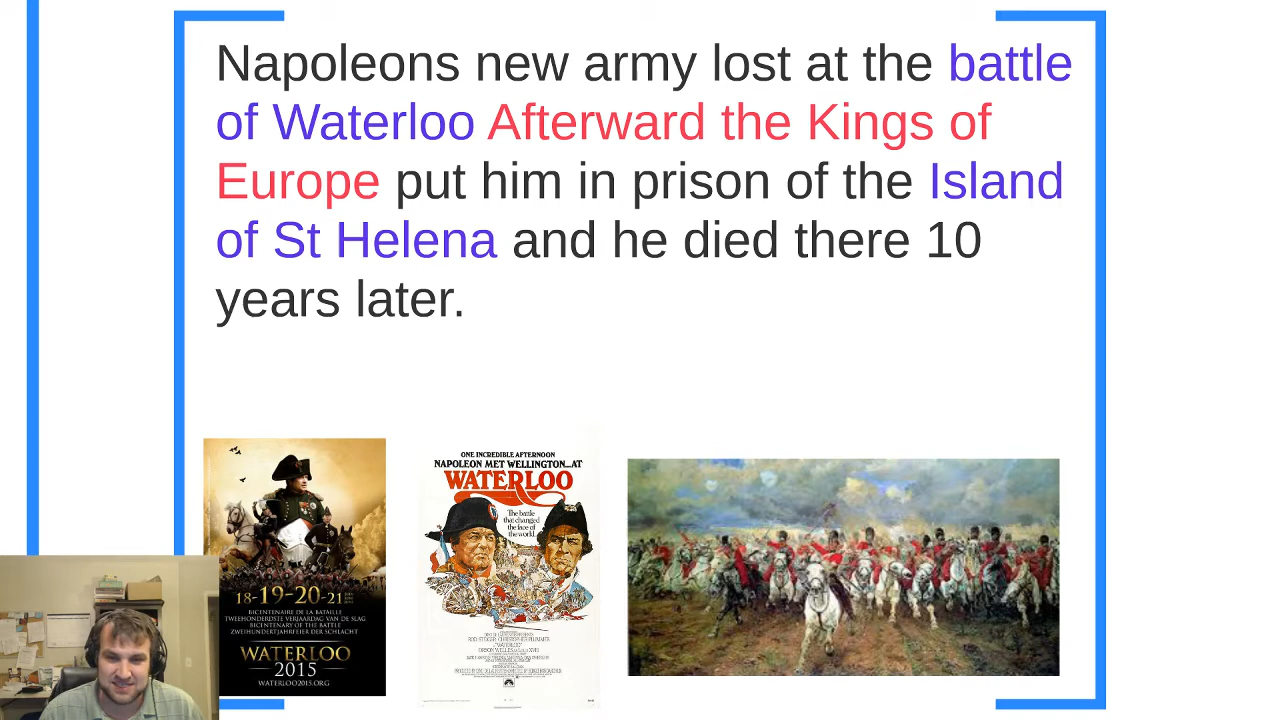 Napoleons new army lost at the battle
of Waterloo Afterward the Kings of
Europe put him in prison of the Island
of St Helena and he died there 10
years later.
18-19-20-21
BICENTENAIRE DE LA BATAILLE
TWEEHONDERDSTE VERJAARDAG VAN DE SLAG
BICENTENARY OF THE BATTLE
ZWEIHUNDERTJAHRFEIER DER SCHLACHT
WATERLOO
2015
WATERLOO2015.ORG
ONE INCREDIBLE AFTERNOON
NAPOLEON MET WELLINGTON...AT
WATERLOO
The battle
that changed
the face of
the world.